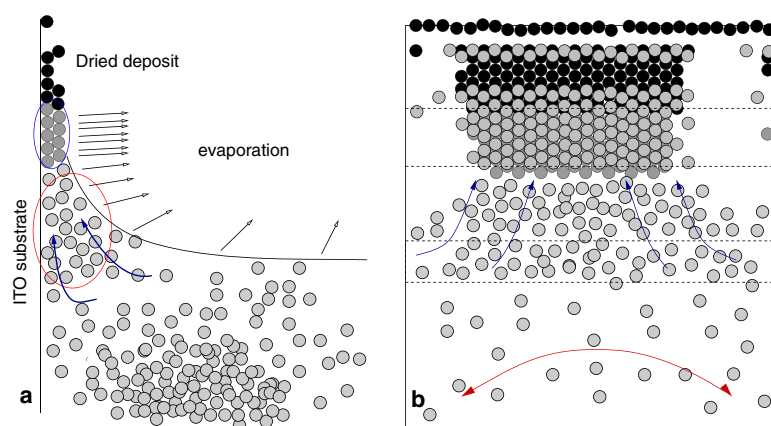 Dried deposit
evaporation
ITO substrate
a
b